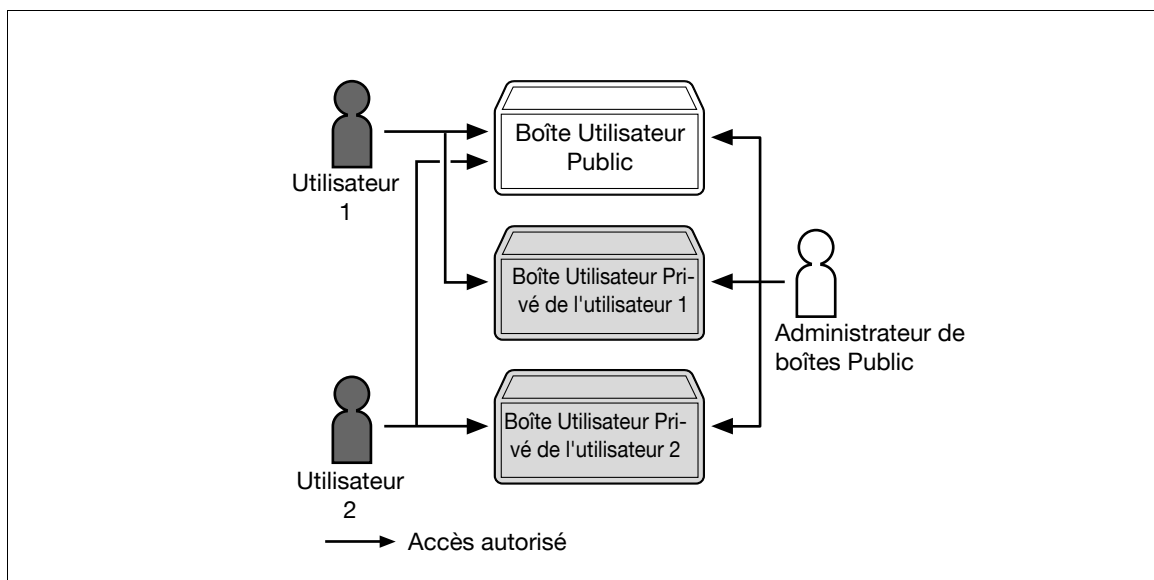 Boîte Utilisateur
Public
Utilisateur
1
Boîte Utilisateur Pri-
vé de l'utilisateur 1
Administrateur de
boîtes Public
Boîte Utilisateur Pri-
vé de l'utilisateur 2
Utilisateur
2
Accès autorisé